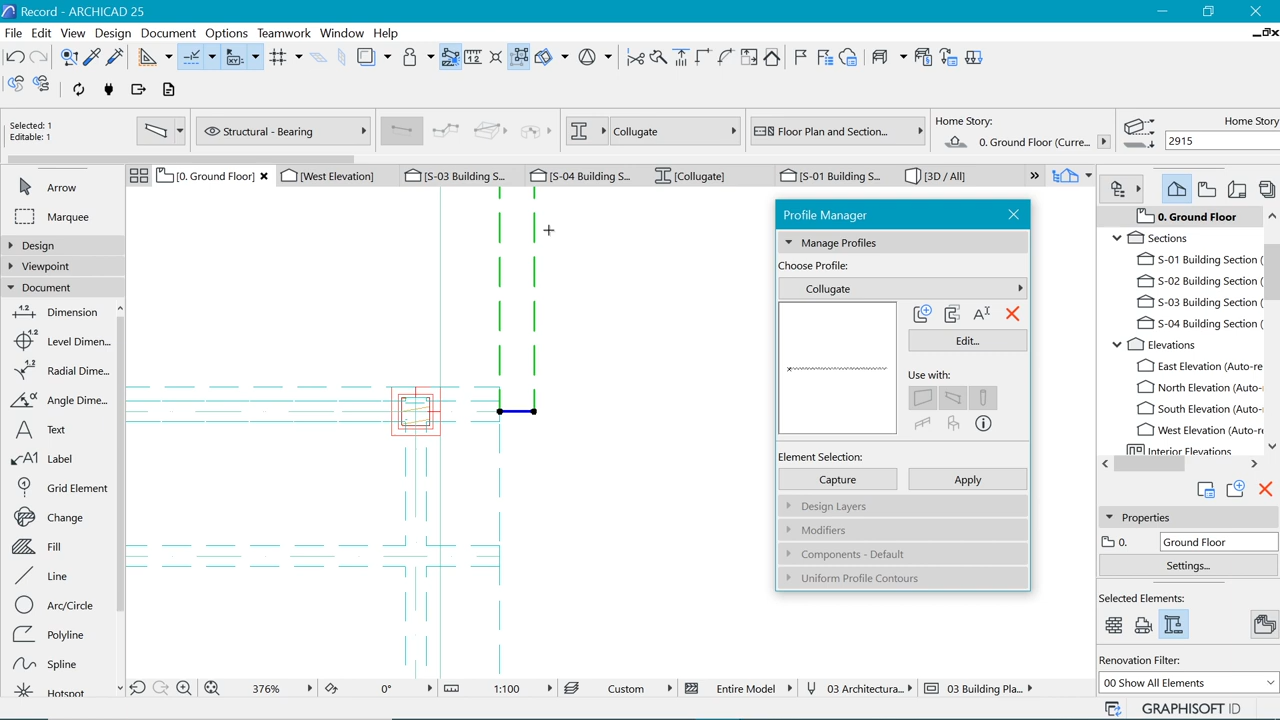 Record - ARCHICAD 25
File Edit View Design Document Options Teamwork Window Help
Selected: 1
Editable: 1
Structural - Bearing
Collugate
Floor Plan and Section...
Home Story:
0. Ground Floor (Curre...
Home Story
2915
[0. Ground Floor]
[West Elevation]
[S-03 Building S...
[S-04 Building S...
[Collugate]
[S-01 Building S...
[3D / All]
Arrow
Marquee
Design
Viewpoint
Document
Dimension
Level Dimen...
Radial Dime...
Angle Dime...
Text
Label
Grid Element
Change
Fill
Line
Arc/Circle
Polyline
Spline
Hotspot
Profile Manager
Manage Profiles
Choose Profile:
Collugate
Edit...
Use with:
Element Selection:
Capture
Apply
Design Layers
Modifiers
Components - Default
Uniform Profile Contours
0. Ground Floor
Sections
S-01 Building Section (
S-02 Building Section (
S-03 Building Section (
S-04 Building Section (
Elevations
East Elevation (Auto-re
North Elevation (Auto-
South Elevation (Auto-
West Elevation (Auto-r
Interior Elevations
Properties
0.
Ground Floor
Settings...
Selected Elements:
Renovation Filter:
00 Show All Elements
376%
0°
1:100
Custom
Entire Model
03 Architectura...
03 Building Pla...
GRAPHISOFT ID